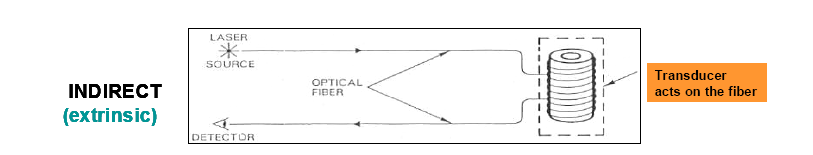 INDIRECT
(extrinsic)
LASER
SOURCE
OPTICAL
FIBER
DETECTOR
Transducer
acts on the fiber